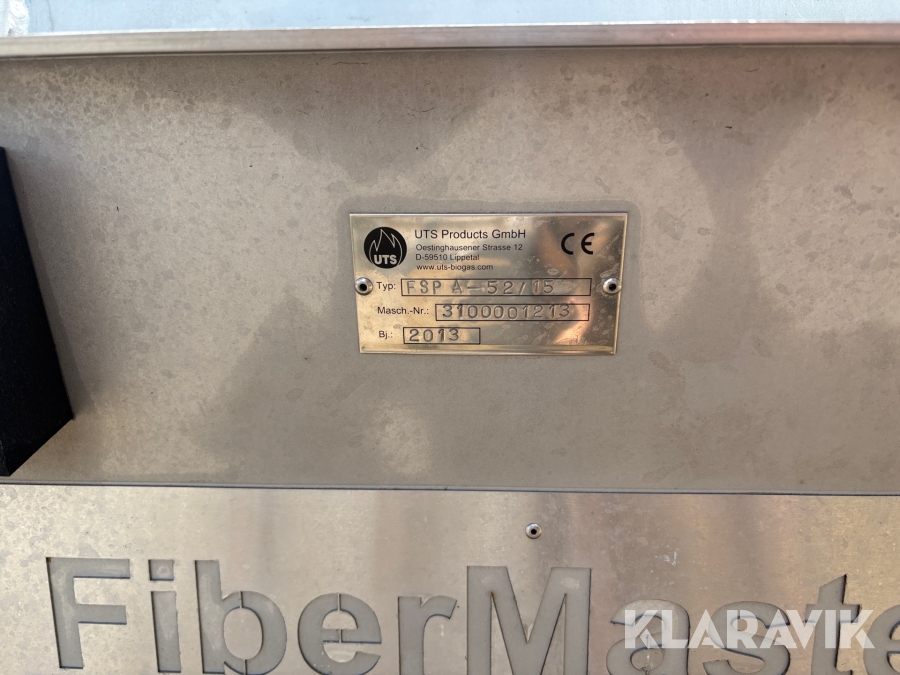 UTS
UTS Products GmbH
Oestinghausener Strasse 12
D-59510 Lippetal
www.uts-biogas.com
CE
Typ: FSP A-52/15
Masch.-Nr.: 3100001213
Bj.: 2013
FiberMaste
KLARAVIK